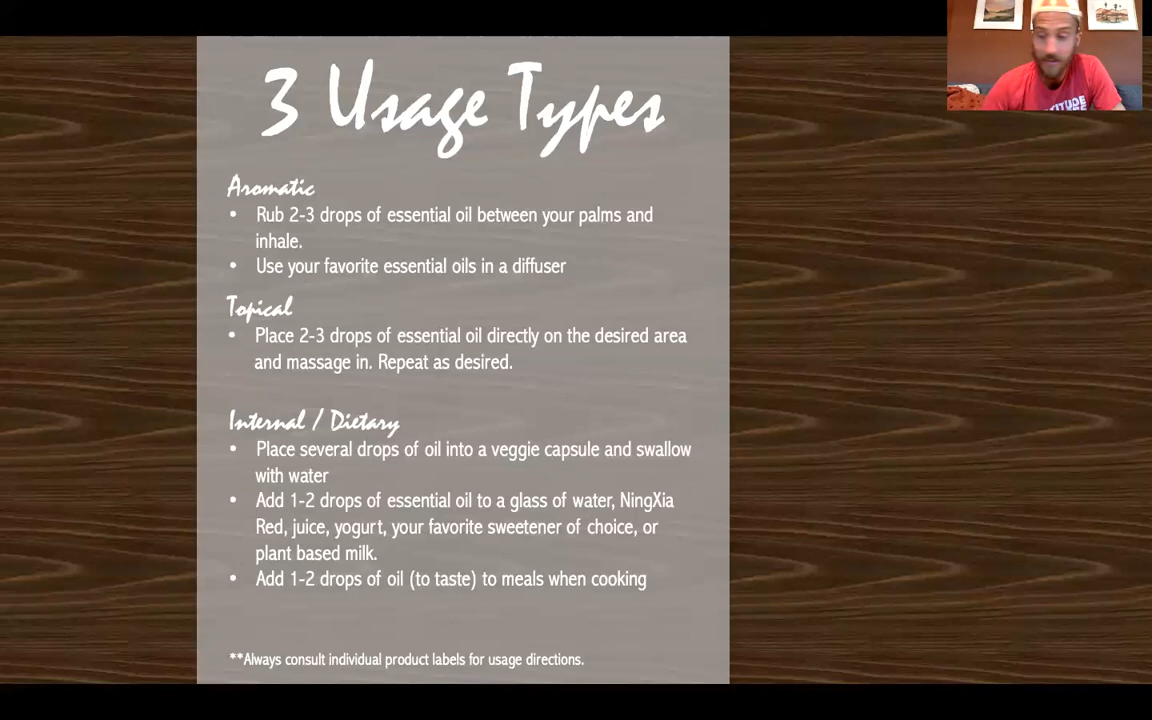 3 Usage Types
Aromatic
• Rub 2-3 drops of essential oil between your palms and
inhale.
• Use your favorite essential oils in a diffuser
Topical
• Place 2-3 drops of essential oil directly on the desired area
and massage in. Repeat as desired.
Internal / Dietary
• Place several drops of oil into a veggie capsule and swallow
with water
• Add 1-2 drops of essential oil to a glass of water, NingXia
Red, juice, yogurt, your favorite sweetener of choice, or
plant based milk.
• Add 1-2 drops of oil (to taste) to meals when cooking
**Always consult individual product labels for usage directions.